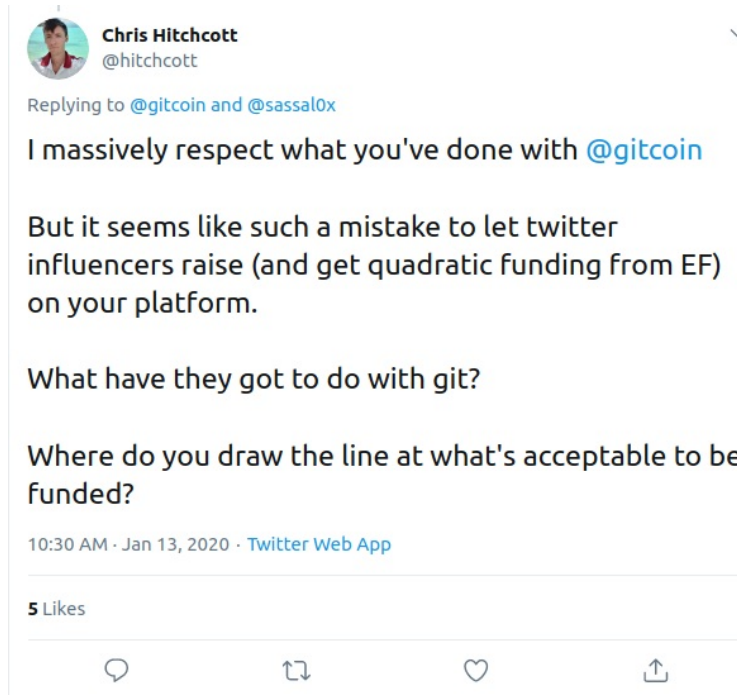 Chris Hitchcott
@hitchcott
Replying to @gitcoin and @sassal0x
I massively respect what you've done with @gitcoin
But it seems like such a mistake to let twitter
influencers raise (and get quadratic funding from EF)
on your platform.
What have they got to do with git?
Where do you draw the line at what's acceptable to be
funded?
10:30 AM · Jan 13, 2020 · Twitter Web App
5 Likes